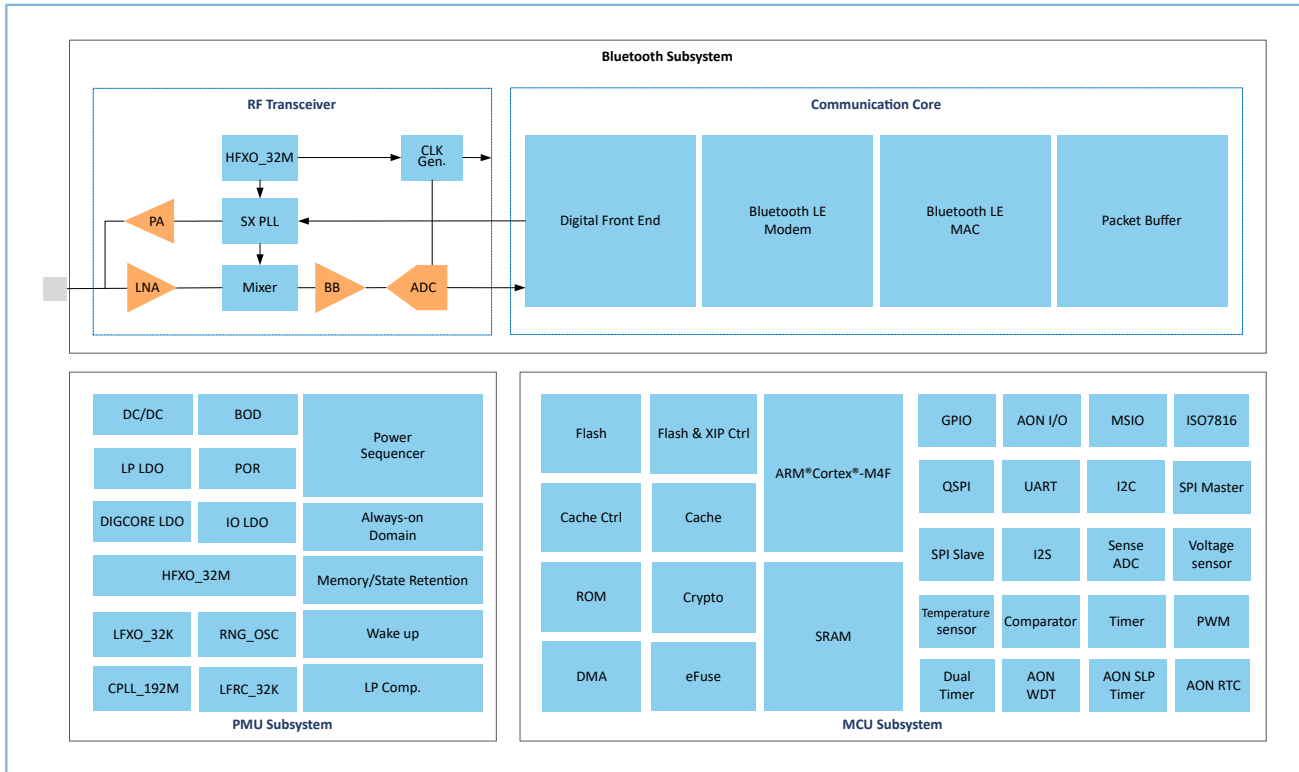 Bluetooth Subsystem
RF Transceiver
HFXO_32M
CLK
Gen.
PA
SX PLL
LNA
Mixer
BB
ADC
Communication Core
Digital Front End
Bluetooth LE
Modem
Bluetooth LE
MAC
Packet Buffer
DC/DC
BOD
Power
Sequencer
LP LDO
POR
DIGCORE LDO
IO LDO
Always-on
Domain
HFXO_32M
Memory/State Retention
LFXO_32K
RNG_OSC
Wake up
CPLL_192M
LFRC_32K
LP Comp.
PMU Subsystem
Flash
Flash & XIP Ctrl
ARM®Cortex®-M4F
Cache Ctrl
Cache
ROM
Crypto
SRAM
DMA
eFuse
GPIO
AON I/O
MSIO
ISO7816
QSPI
UART
I2C
SPI Master
SPI Slave
I2S
Sense
ADC
Voltage
sensor
Temperature
sensor
Comparator
Timer
PWM
Dual
Timer
AON
WDT
AON SLP
Timer
AON RTC
MCU Subsystem